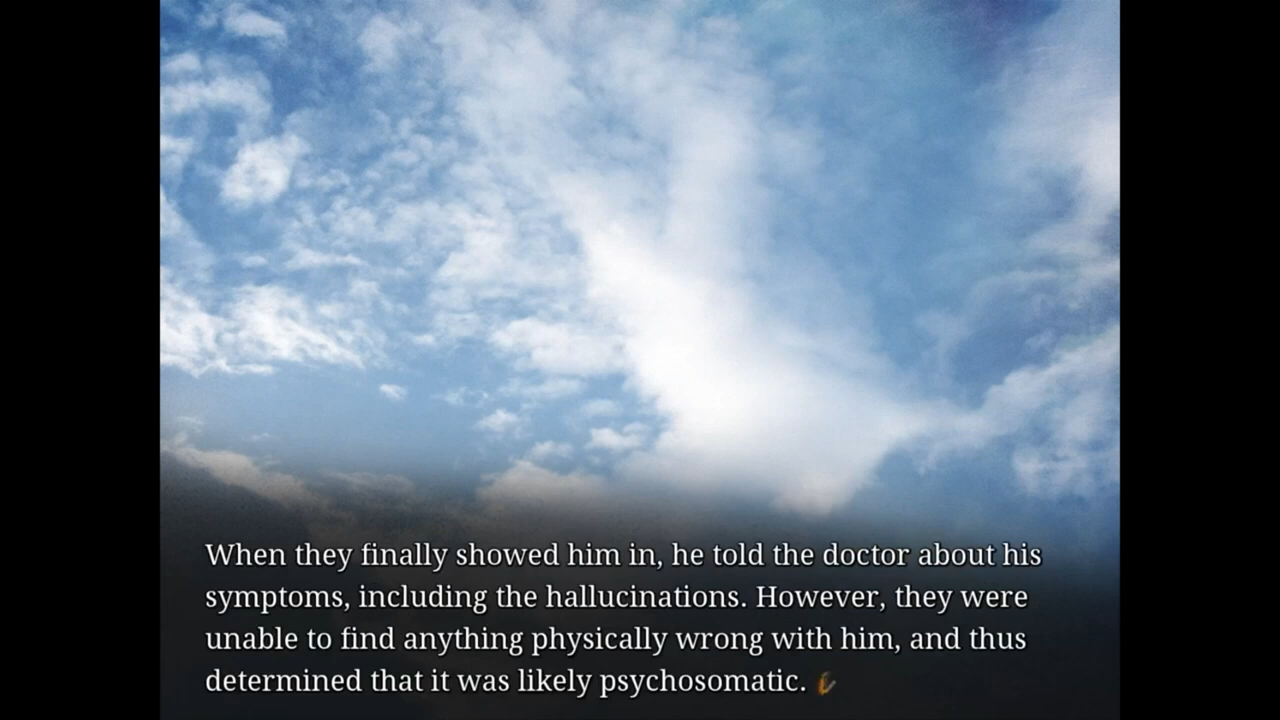 When they finally showed him in, he told the doctor about his
symptoms, including the hallucinations. However, they were
unable to find anything physically wrong with him, and thus
determined that it was likely psychosomatic.